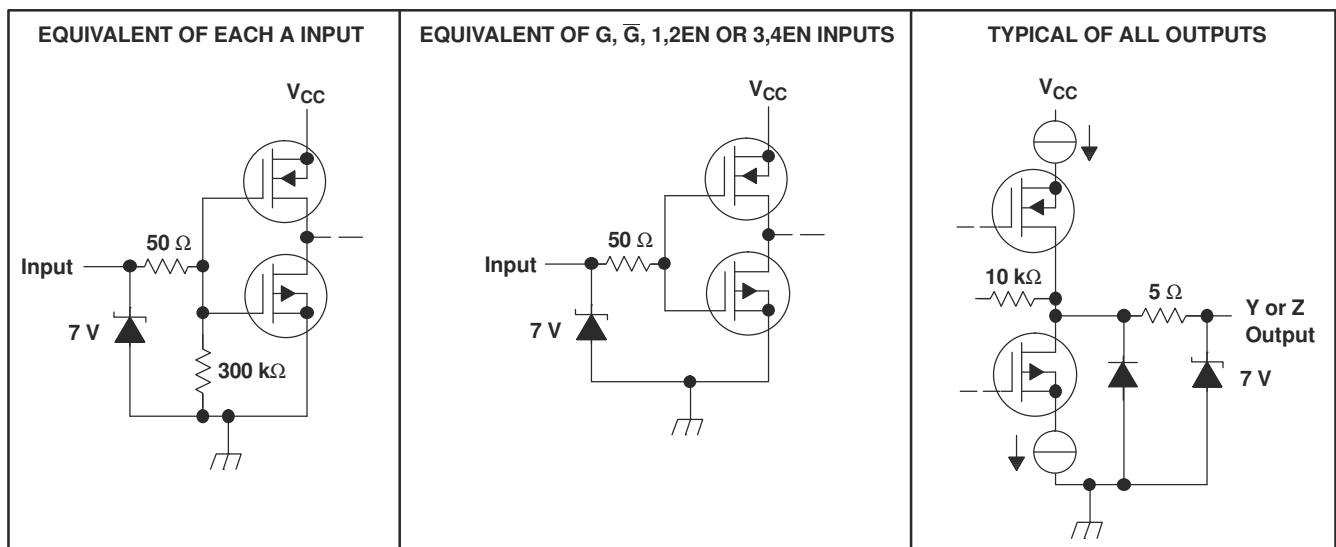 EQUIVALENT OF EACH A INPUT
VCC
50 Ω
Input
7 V
300 kΩ
EQUIVALENT OF G, G̅, 1,2EN OR 3,4EN INPUTS
VCC
50 Ω
Input
7 V
TYPICAL OF ALL OUTPUTS
VCC
10 kΩ
5 Ω
Y or Z
Output
7 V